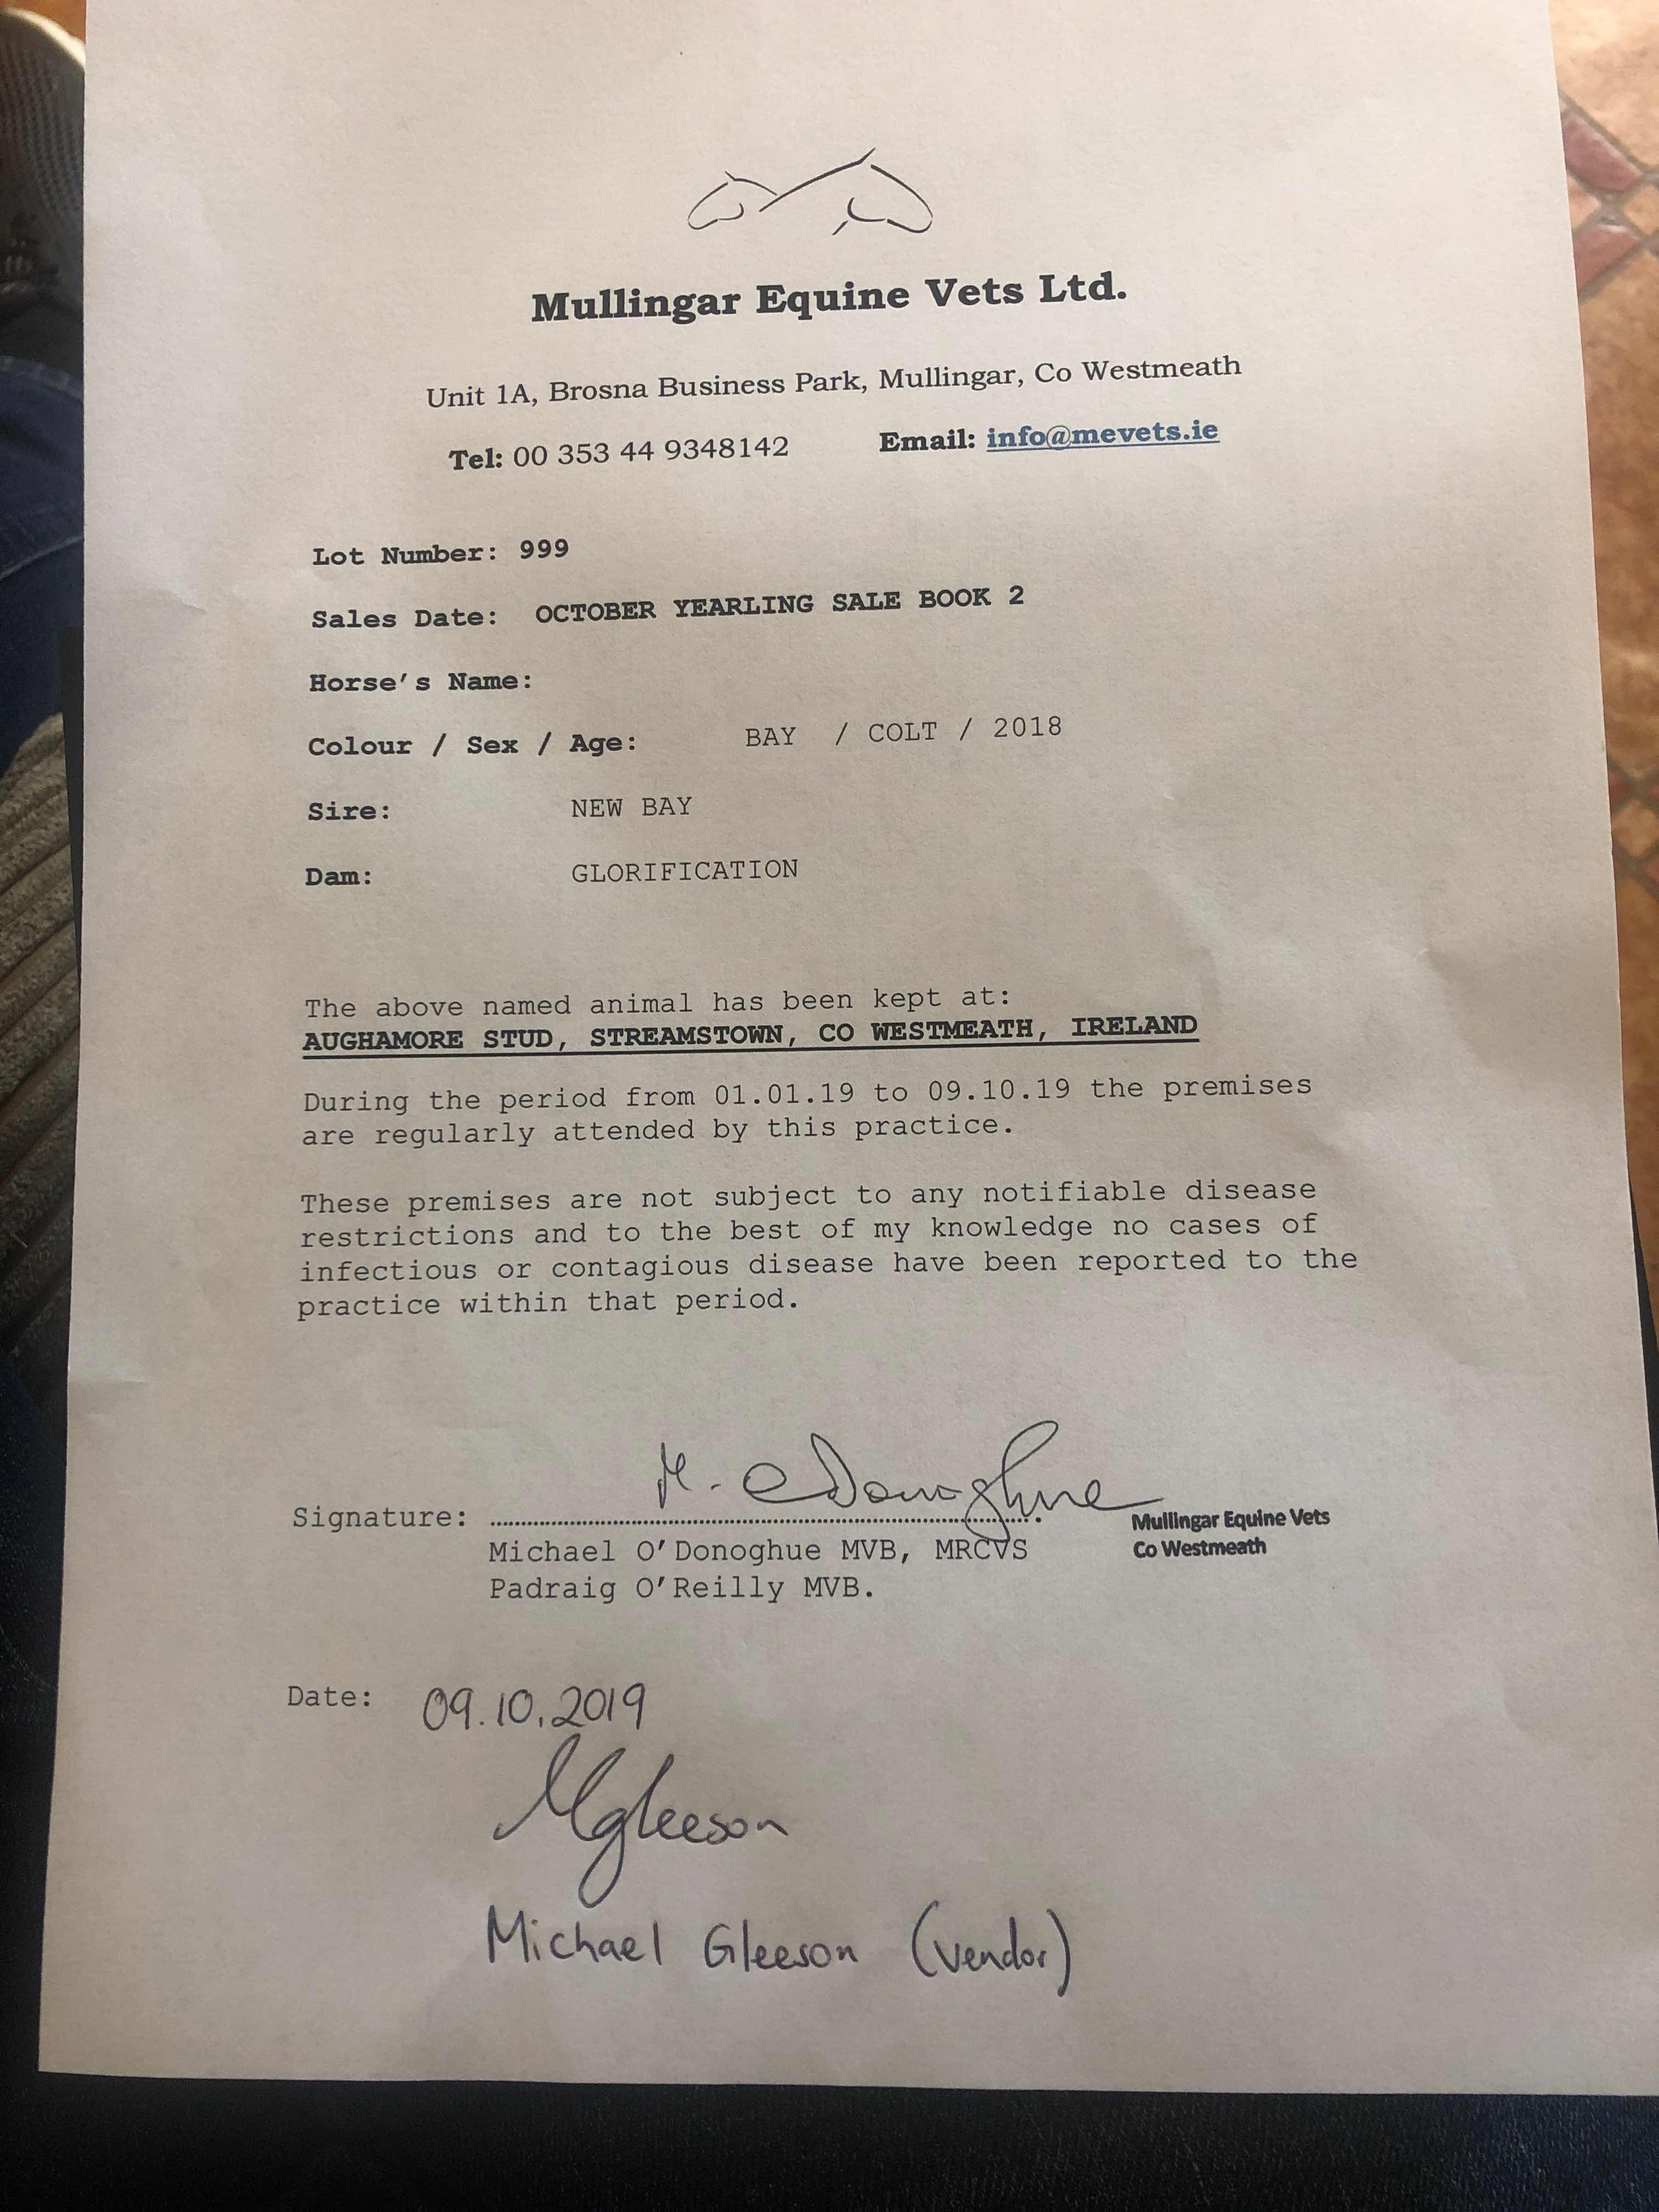 Mullingar Equine Vets Ltd.
Unit 1A, Brosna Business Park, Mullingar, Co Westmeath
Tel: 00 353 44 9348142 Email: info@mevets.ie
Lot Number: 999
Sales Date: OCTOBER YEARLING SALE BOOK 2
Horse's Name:
Colour / Sex / Age: BAY / COLT / 2018
Sire: NEW BAY
Dam: GLORIFICATION
The above named animal has been kept at:
AUGHAMORE STUD, STREAMSTOWN, CO WESTMEATH, IRELAND
During the period from 01.01.19 to 09.10.19 the premises
are regularly attended by this practice.
These premises are not subject to any notifiable disease
restrictions and to the best of my knowledge no cases of
infectious or contagious disease have been reported to the
practice within that period.
M. O'Donoghue
Signature:
Mullingar Equine Vets
Michael O'Donoghue MVB, MRCVS
Co Westmeath
Padraig O'Reilly MVB.
Date: 09.10.2019
MGleeson
Michael Gleeson (vendor)